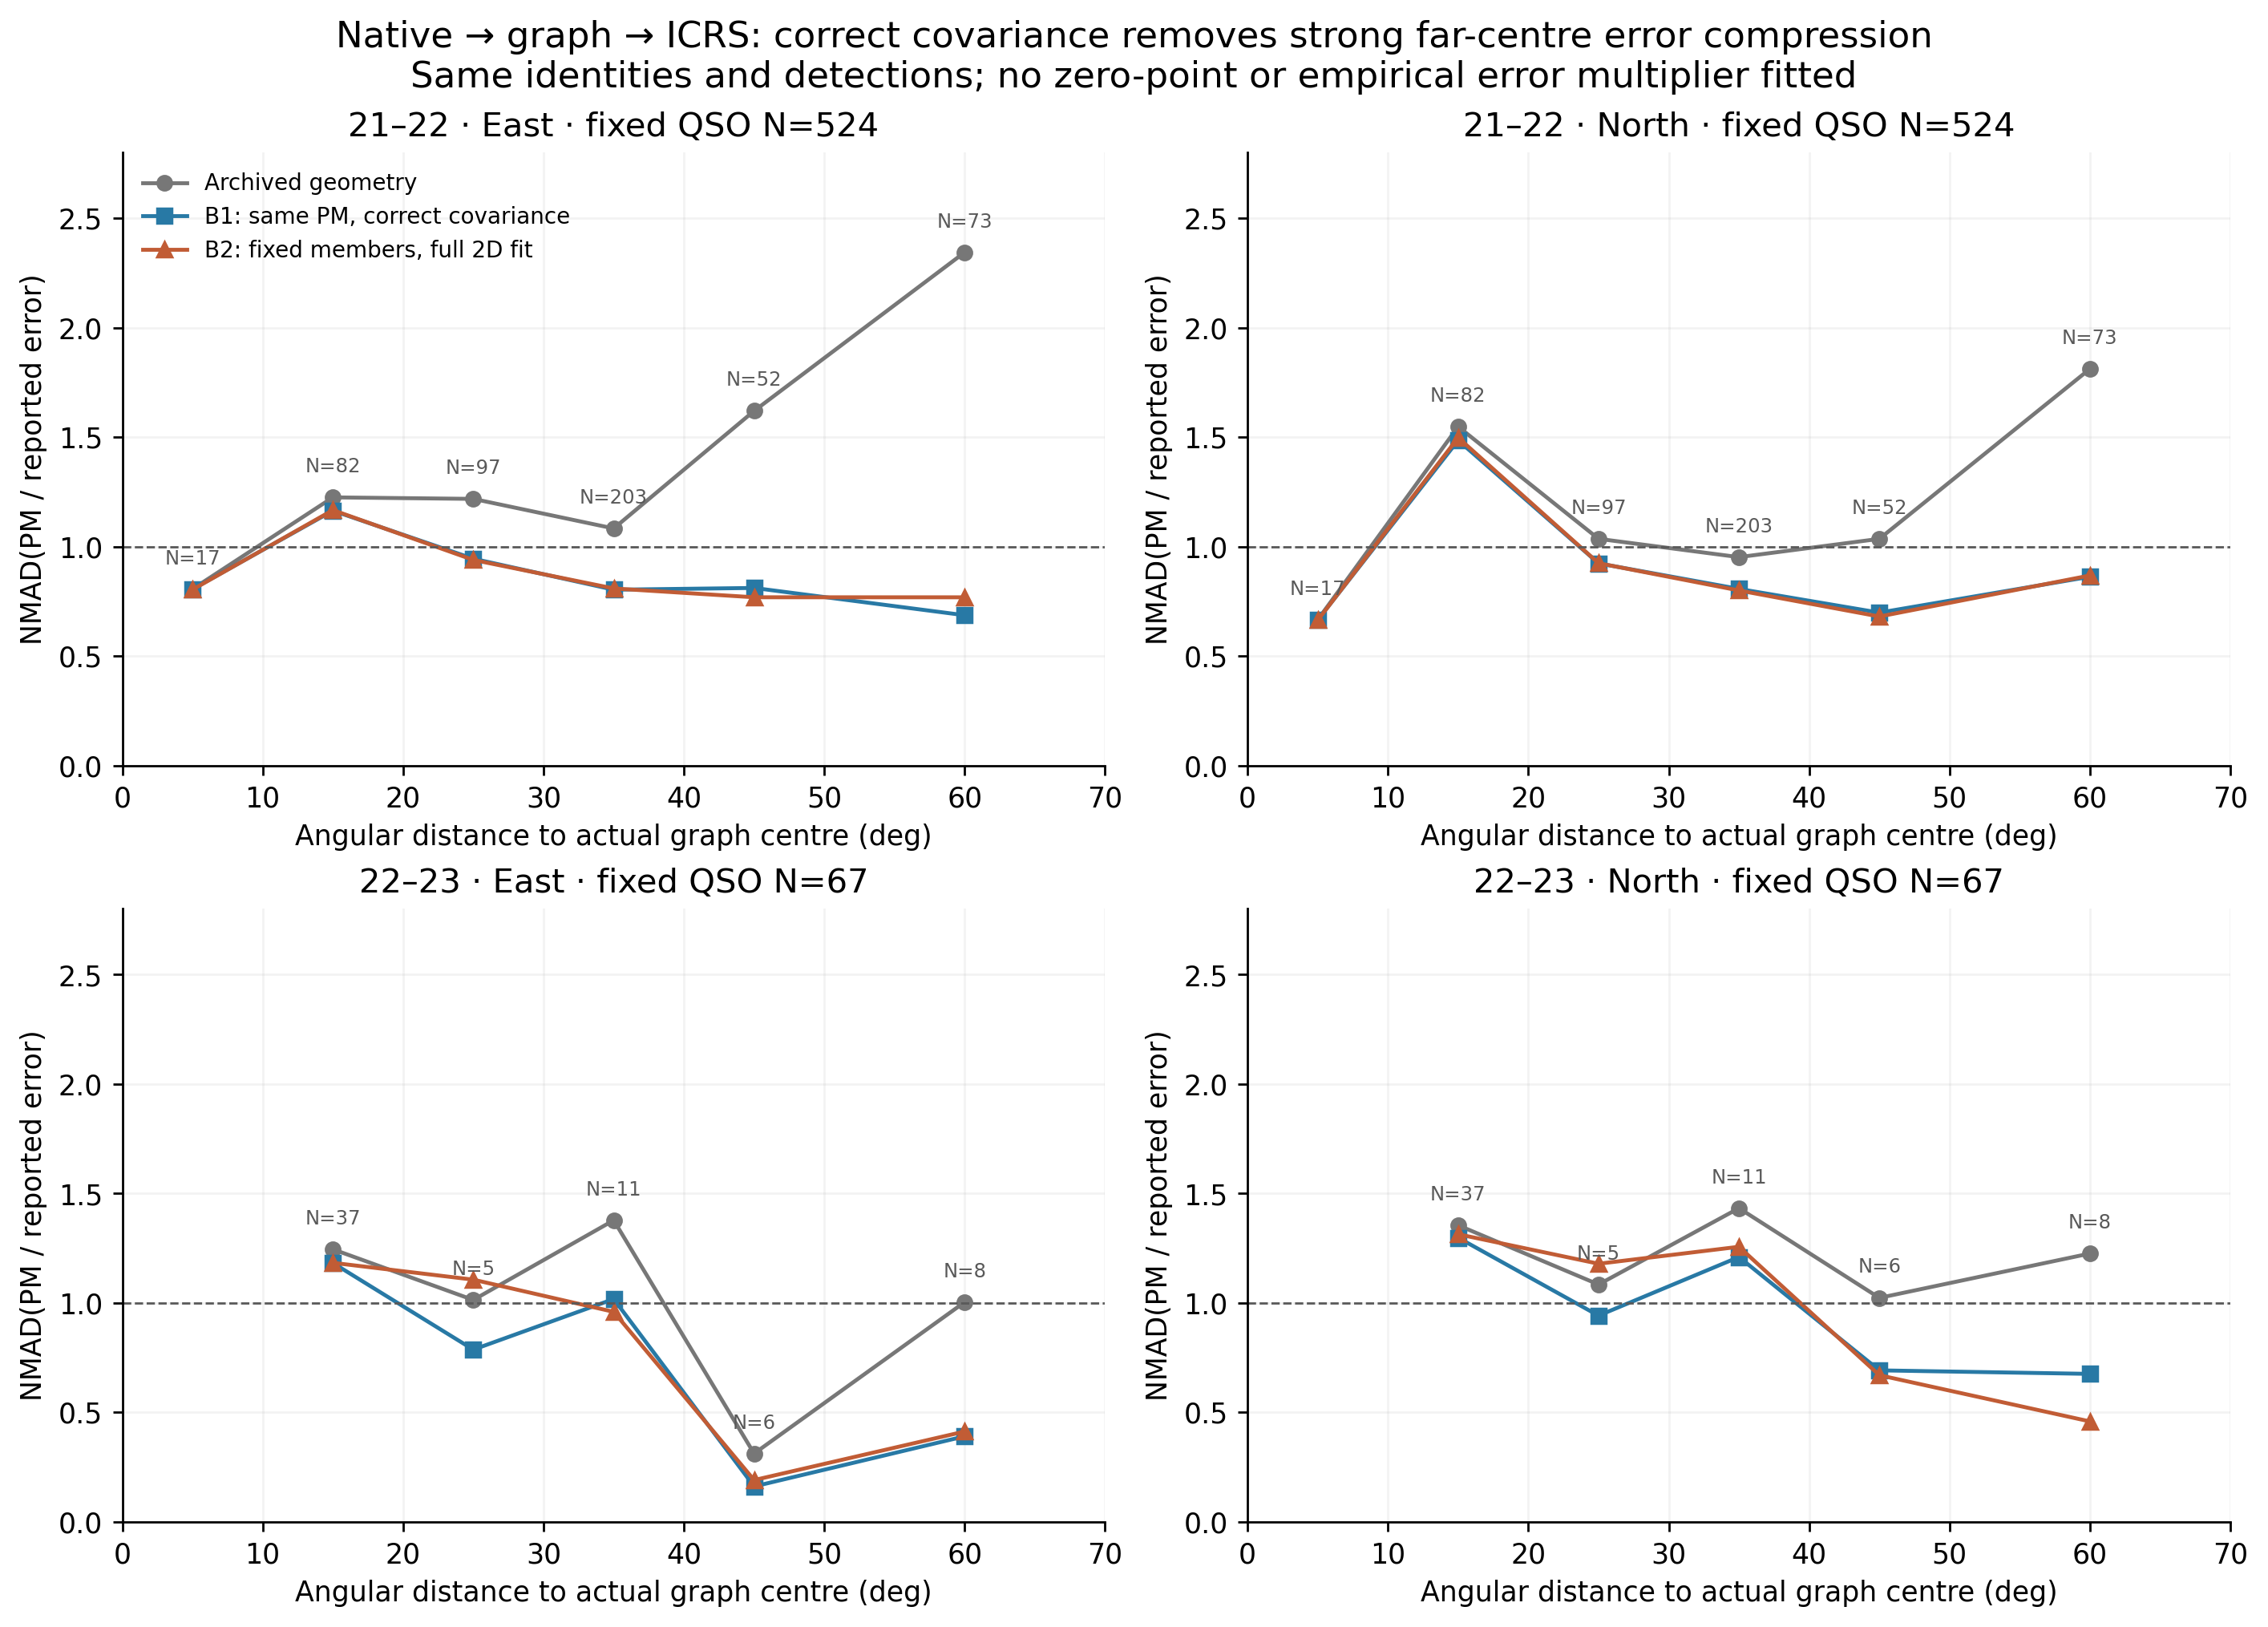 Native → graph → ICRS: correct covariance removes strong far-centre error compression
Same identities and detections; no zero-point or empirical error multiplier fitted
21–22 · East · fixed QSO N=524
Archived geometry
B1: same PM, correct covariance
B2: fixed members, full 2D fit
NMAD(PM / reported error)
2.5
2.0
1.5
1.0
0.5
0.0
N=17
N=82
N=97
N=203
N=52
N=73
0 10 20 30 40 50 60 70
Angular distance to actual graph centre (deg)
21–22 · North · fixed QSO N=524
NMAD(PM / reported error)
2.5
2.0
1.5
1.0
0.5
0.0
N=17
N=82
N=97
N=203
N=52
N=73
0 10 20 30 40 50 60 70
Angular distance to actual graph centre (deg)
22–23 · East · fixed QSO N=67
NMAD(PM / reported error)
2.5
2.0
1.5
1.0
0.5
0.0
N=37
N=5
N=11
N=6
N=8
0 10 20 30 40 50 60 70
Angular distance to actual graph centre (deg)
22–23 · North · fixed QSO N=67
NMAD(PM / reported error)
2.5
2.0
1.5
1.0
0.5
0.0
N=37
N=5
N=11
N=6
N=8
0 10 20 30 40 50 60 70
Angular distance to actual graph centre (deg)